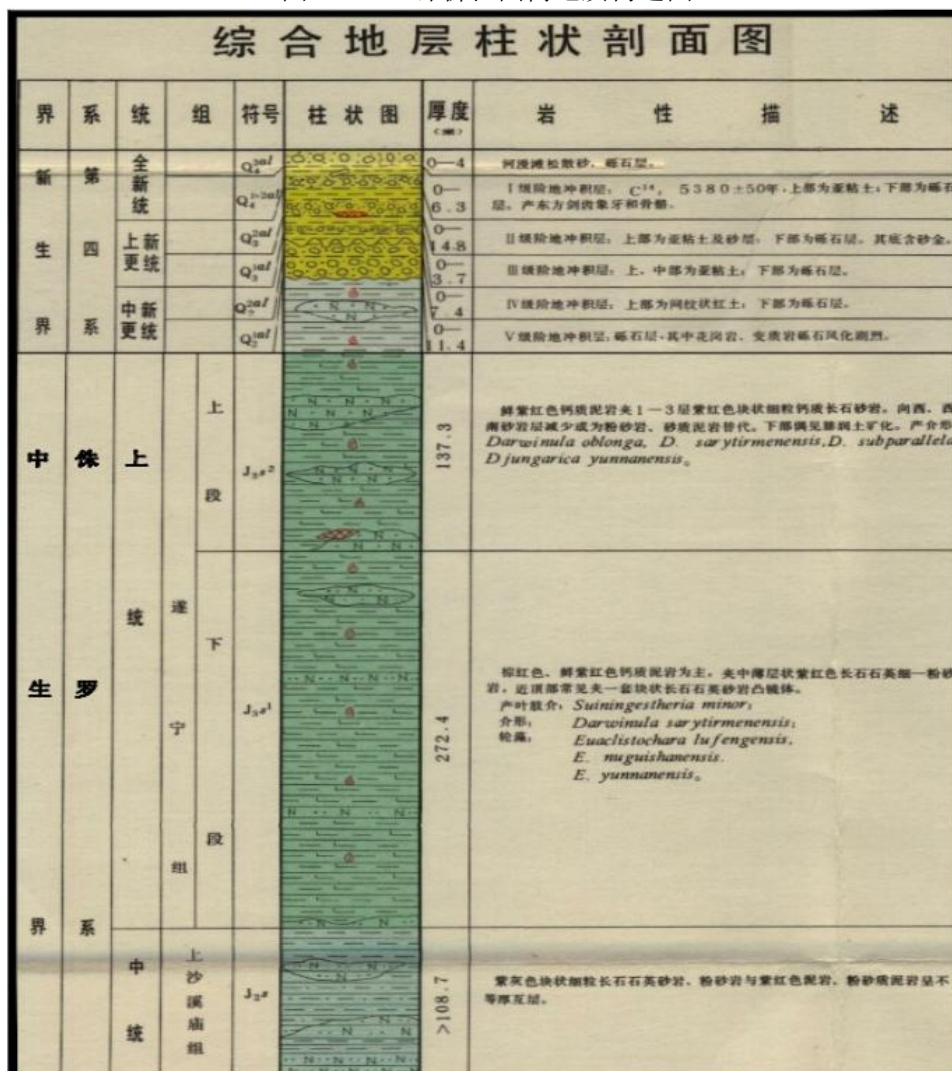 综合地层柱状剖面图
界 系 统 组 符号 柱状图 厚度 岩性描述
(米)
新生界 第四系 全新统 Q₄³ᵃˡ 0—4 河漫滩松散砂、砾石层。
Q₄¹⁺²ᵃˡ 0—6.3 I级阶地冲积层: C¹⁴, 5380±50年,上部为亚粘土;下部为砾石
层。产东方剑齿象牙和骨骼。
上更新统 Q₃²ᵃˡ 0—14.8 II级阶地冲积层: 上部为亚粘土及砂层; 下部为砾石层。其底含砂金。
Q₃¹ᵃˡ 0—3.7 III级阶地冲积层: 上、中部为亚粘土; 下部为砾石层。
中更新统 Q₂²ᵃˡ 0—7.4 IV级阶地冲积层: 上部为网纹状红土; 下部为砾石层。
Q₂¹ᵃˡ 0—11.4 V级阶地冲积层: 砾石层,其中花岗岩、变质岩砾石风化剧烈。
中生界 侏罗系 上统 遂宁组 上段 J₃s² 137.3 鲜紫红色钙质泥岩夹1—3层紫红色块状细粒钙质长石砂岩。向西、西
南砂岩层减少成为粉砂岩、砂质泥岩替代。下部偶见膨润土矿化。产介形
Darwinula oblonga, D. sarytirmenensis, D. subparallela
Djungarica yunnanensis。
下段 J₃s¹ 272.4 棕红色、鲜紫红色钙质泥岩为主。夹中薄层状紫红色长石石英细—粉砂
岩。近顶部常见夹一套块状长石石英砂岩凸镜体。
产叶肢介: Suiningestheria minor;
介形: Darwinula sarytirmenensis;
轮藻: Euaclistochara lufengensis,
E. nuguishanensis.
E. yunnanensis。
中统 上沙溪庙组 J₂s >108.7 紫灰色块状细粒长石石英砂岩、粉砂岩与紫红色泥岩、粉砂质泥岩呈不
等厚互层。